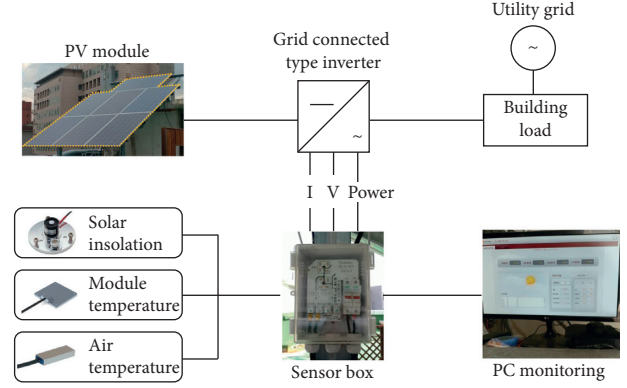 Utility grid
PV module
Grid connected
type inverter
~
~
Building
load
I V Power
Solar
insolation
Module
temperature
Air
temperature
Sensor box
PC monitoring